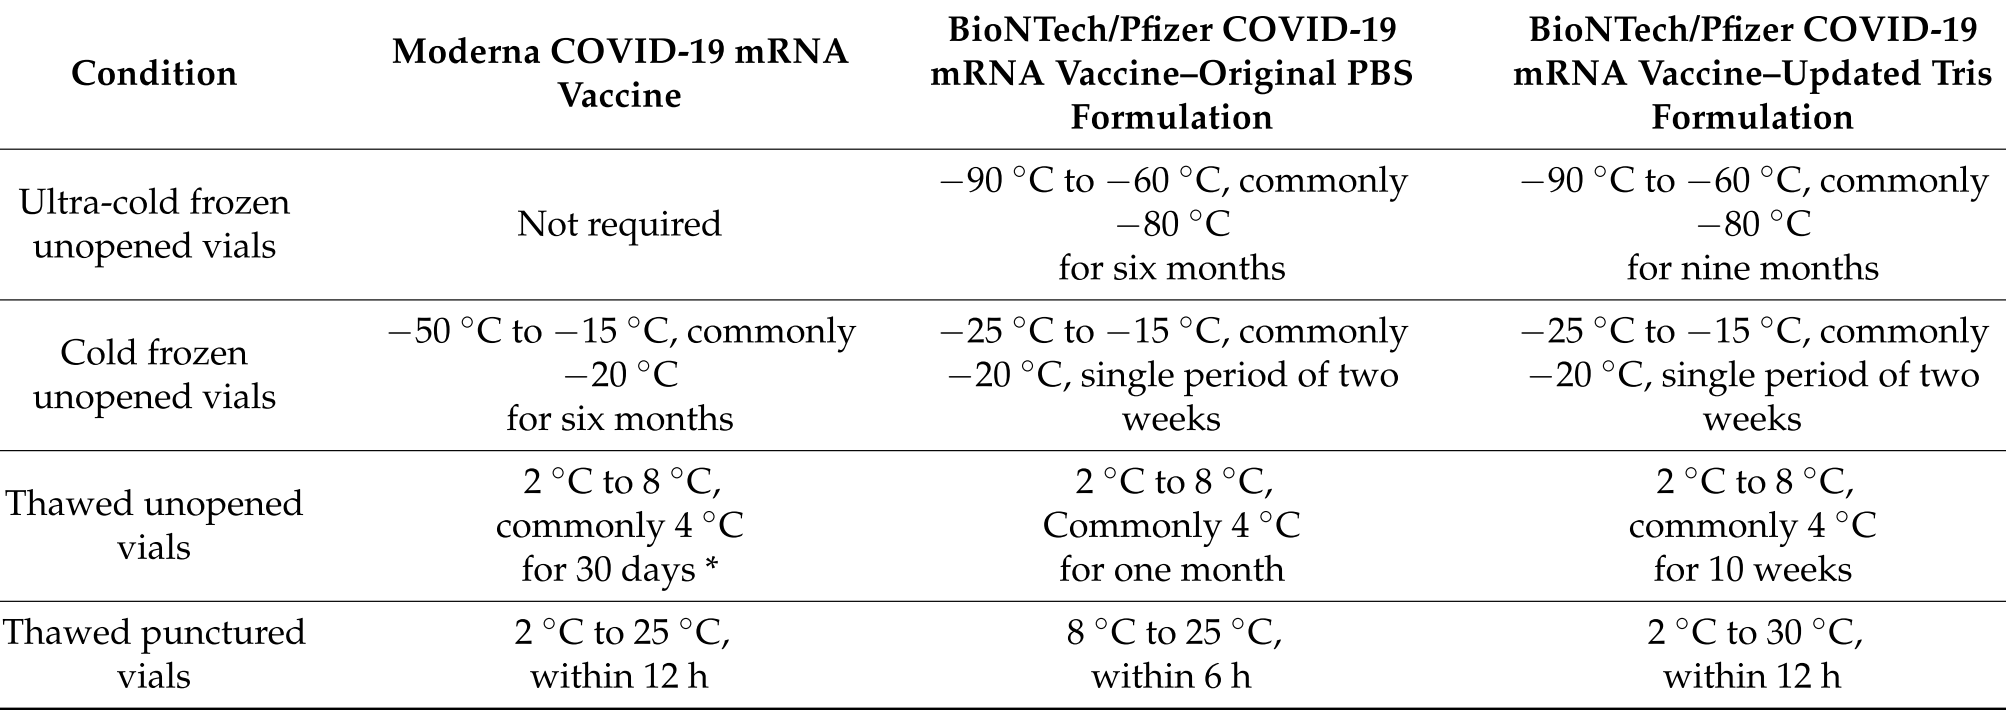 Condition
Moderna COVID-19 mRNA
Vaccine
BioNTech/Pfizer COVID-19
mRNA Vaccine–Original PBS
Formulation
BioNTech/Pfizer COVID-19
mRNA Vaccine–Updated Tris
Formulation
Ultra-cold frozen
unopened vials
Not required
−90 °C to −60 °C, commonly
−80 °C
for six months
−90 °C to −60 °C, commonly
−80 °C
for nine months
Cold frozen
unopened vials
−50 °C to −15 °C, commonly
−20 °C
for six months
−25 °C to −15 °C, commonly
−20 °C, single period of two
weeks
−25 °C to −15 °C, commonly
−20 °C, single period of two
weeks
Thawed unopened
vials
2 °C to 8 °C,
commonly 4 °C
for 30 days *
2 °C to 8 °C,
Commonly 4 °C
for one month
2 °C to 8 °C,
commonly 4 °C
for 10 weeks
Thawed punctured
vials
2 °C to 25 °C,
within 12 h
8 °C to 25 °C,
within 6 h
2 °C to 30 °C,
within 12 h